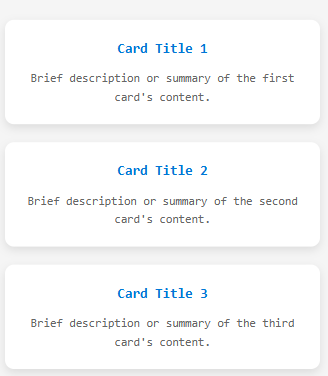 Card Title 1
Brief description or summary of the first
card's content.
Card Title 2
Brief description or summary of the second
card's content.
Card Title 3
Brief description or summary of the third
card's content.